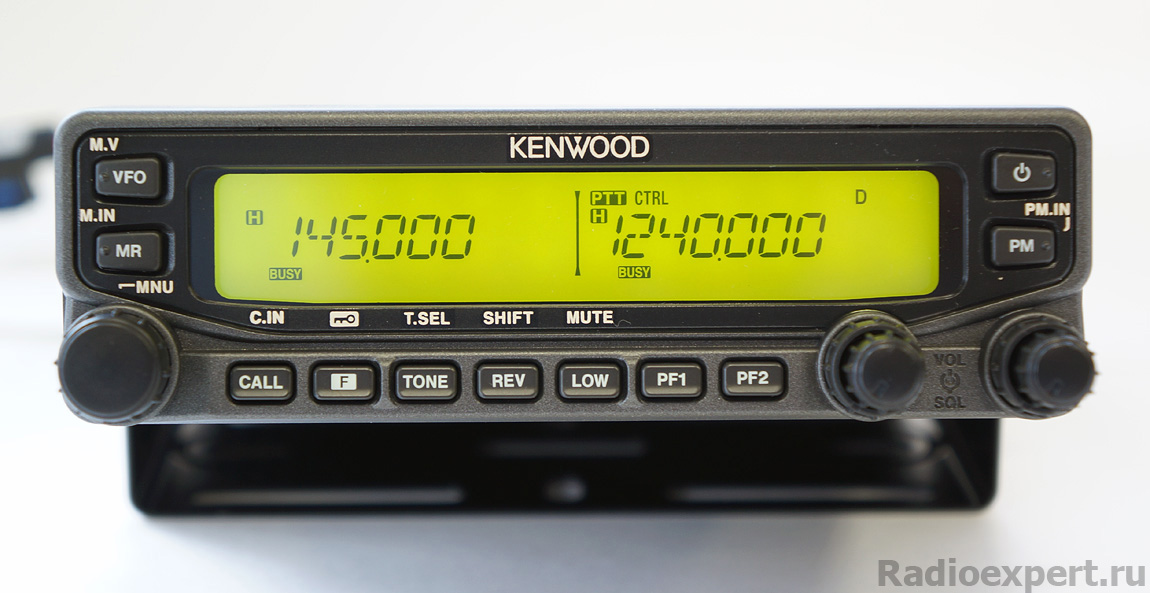 KENWOOD
M.V
VFO
M.IN
MR
MNU
H 145.000
BUSY
PTT CTRL
D
H 1240.000
BUSY
PM.IN
PM
C.IN
T.SEL
SHIFT
MUTE
CALL
F
TONE
REV
LOW
PF1
PF2
VOL
SQL
Radioexpert.ru